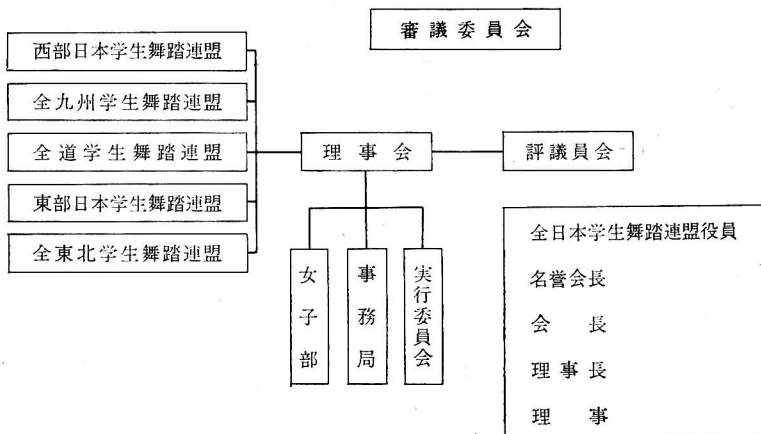 審議委員会
西部日本学生舞踏連盟
全九州学生舞踏連盟
全道学生舞踏連盟
東部日本学生舞踏連盟
全東北学生舞踏連盟
理事会
評議員会
女子部
事務局
実行委員会
全日本学生舞踏連盟役員
名誉会長
会長
理事長
理事